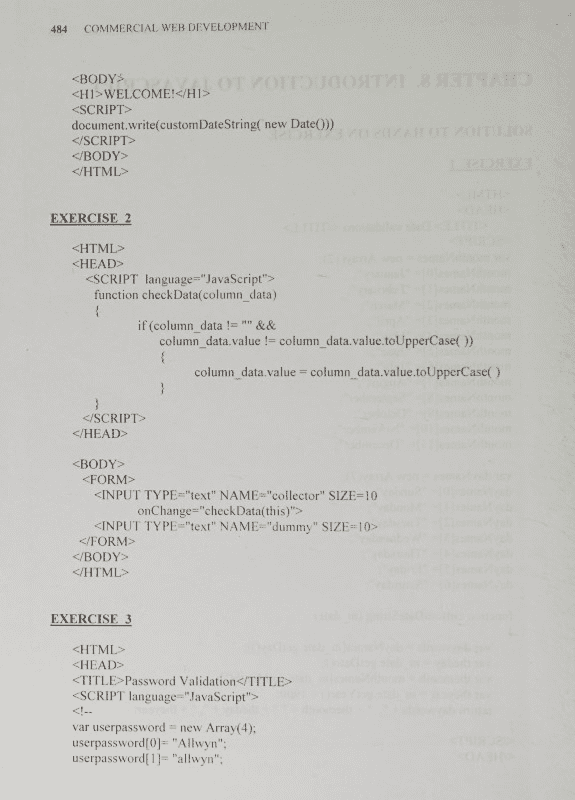 484 COMMERCIAL WEB DEVELOPMENT
<BODY>
<H1>WELCOME!</H1>
<SCRIPT>
document.write(customDateString( new Date()))
</SCRIPT>
</BODY>
</HTML>
EXERCISE 2
<HTML>
<HEAD>
<SCRIPT language="JavaScript">
function checkData(column_data)
{
if (column_data != "" &&
column_data.value != column_data.value.toUpperCase( ))
{
column_data.value = column_data.value.toUpperCase( )
}
}
</SCRIPT>
</HEAD>
<BODY>
<FORM>
<INPUT TYPE="text" NAME="collector" SIZE=10
onChange="checkData(this)">
<INPUT TYPE="text" NAME="dummy" SIZE=10>
</FORM>
</BODY>
</HTML>
EXERCISE 3
<HTML>
<HEAD>
<TITLE>Password Validation</TITLE>
<SCRIPT language="JavaScript">
<!--
var userpassword = new Array(4);
userpassword[0]= "Allwyn";
userpassword[1]= "allwyn";